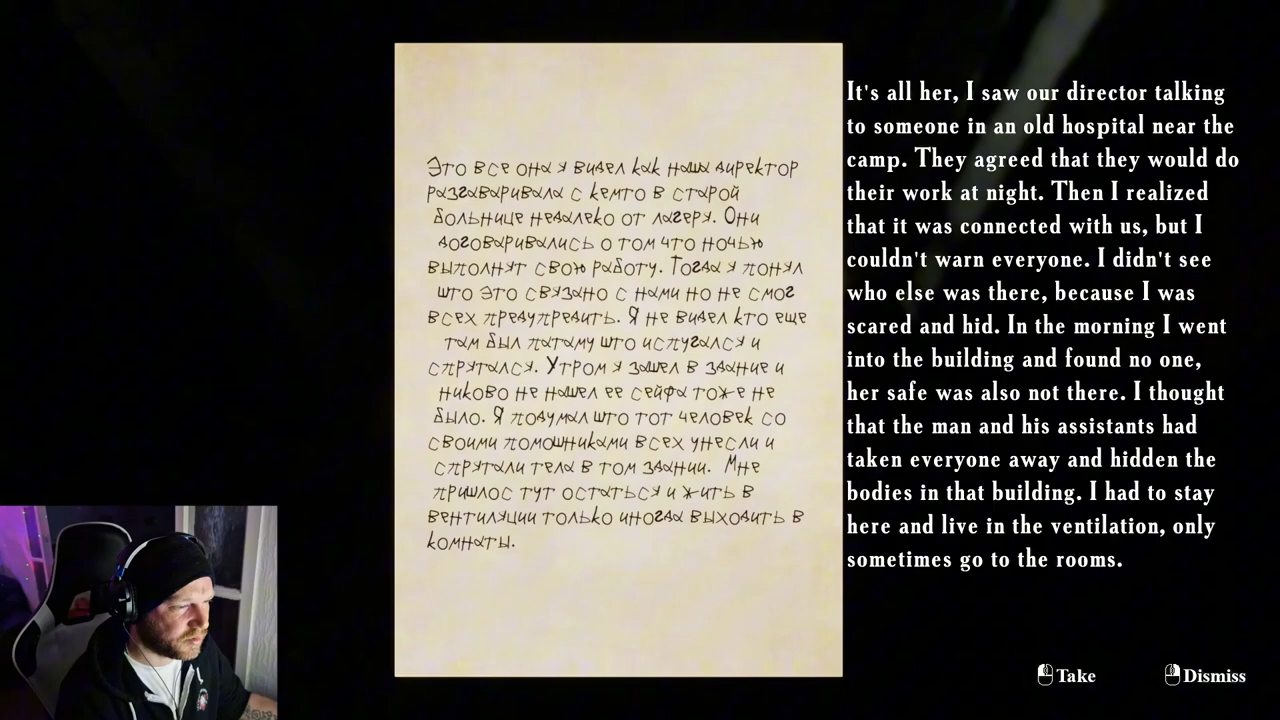 Это все она я видел как наша директор
разгаваривала с кемто в старой
больнице недалеко от лагеря. Они
договаривались о том что ночью
выполнят свою работу. Тогда я понял
што это связано с нами но не смог
всех предупредить. Я не видел кто еще
там был патаму што испугался и
спрятался. Утром я зашел в здание и
никово не нашел ее сейфа тоже не
было. Я подумал што тот человек со
своими помошниками всех унесли и
спрятали тела в том здании. Мне
пришлос тут остаться и жить в
вентиляции только иногда выходить в
комнаты.
It's all her, I saw our director talking
to someone in an old hospital near the
camp. They agreed that they would do
their work at night. Then I realized
that it was connected with us, but I
couldn't warn everyone. I didn't see
who else was there, because I was
scared and hid. In the morning I went
into the building and found no one,
her safe was also not there. I thought
that the man and his assistants had
taken everyone away and hidden the
bodies in that building. I had to stay
here and live in the ventilation, only
sometimes go to the rooms.
Take
Dismiss